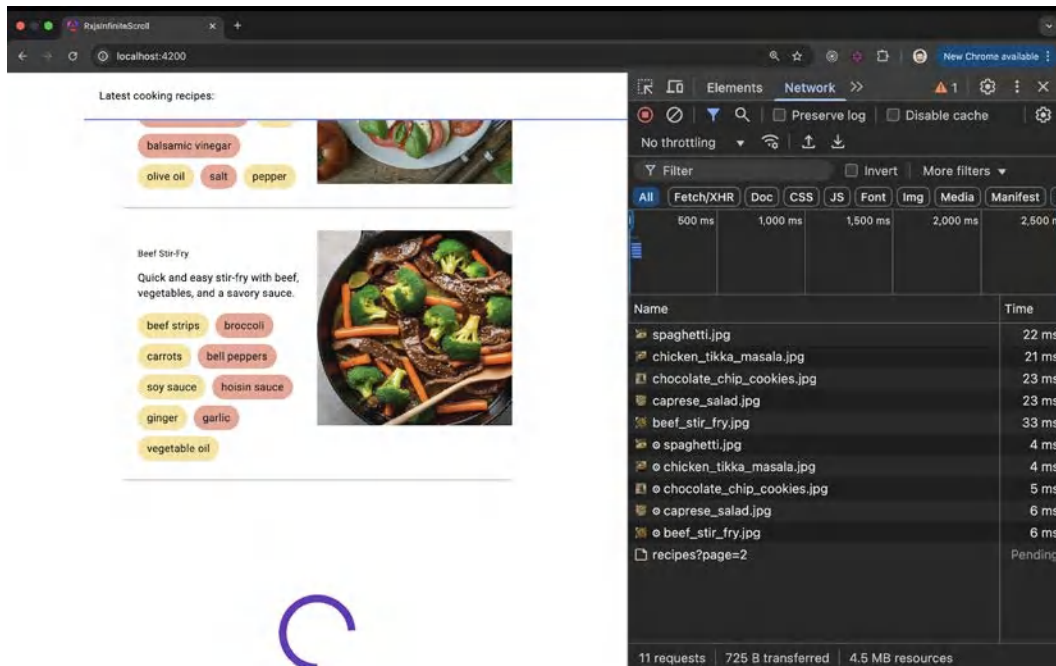 RxjsInfiniteScroll
localhost:4200
New Chrome available
Latest cooking recipes:
balsamic vinegar
olive oil salt pepper
Beef Stir-Fry
Quick and easy stir-fry with beef,
vegetables, and a savory sauce.
beef strips broccoli
carrots bell peppers
soy sauce hoisin sauce
ginger garlic
vegetable oil
Elements Network 1
Preserve log Disable cache
No throttling
Filter Invert More filters
All Fetch/XHR Doc CSS JS Font Img Media Manifest
500 ms 1,000 ms 1,500 ms 2,000 ms 2,500
Name Time
spaghetti.jpg 22 ms
chicken_tikka_masala.jpg 21 ms
chocolate_chip_cookies.jpg 23 ms
caprese_salad.jpg 23 ms
beef_stir_fry.jpg 33 ms
spaghetti.jpg 4 ms
chicken_tikka_masala.jpg 4 ms
chocolate_chip_cookies.jpg 5 ms
caprese_salad.jpg 6 ms
beef_stir_fry.jpg 6 ms
recipes?page=2 Pending
11 requests 725 B transferred 4.5 MB resources